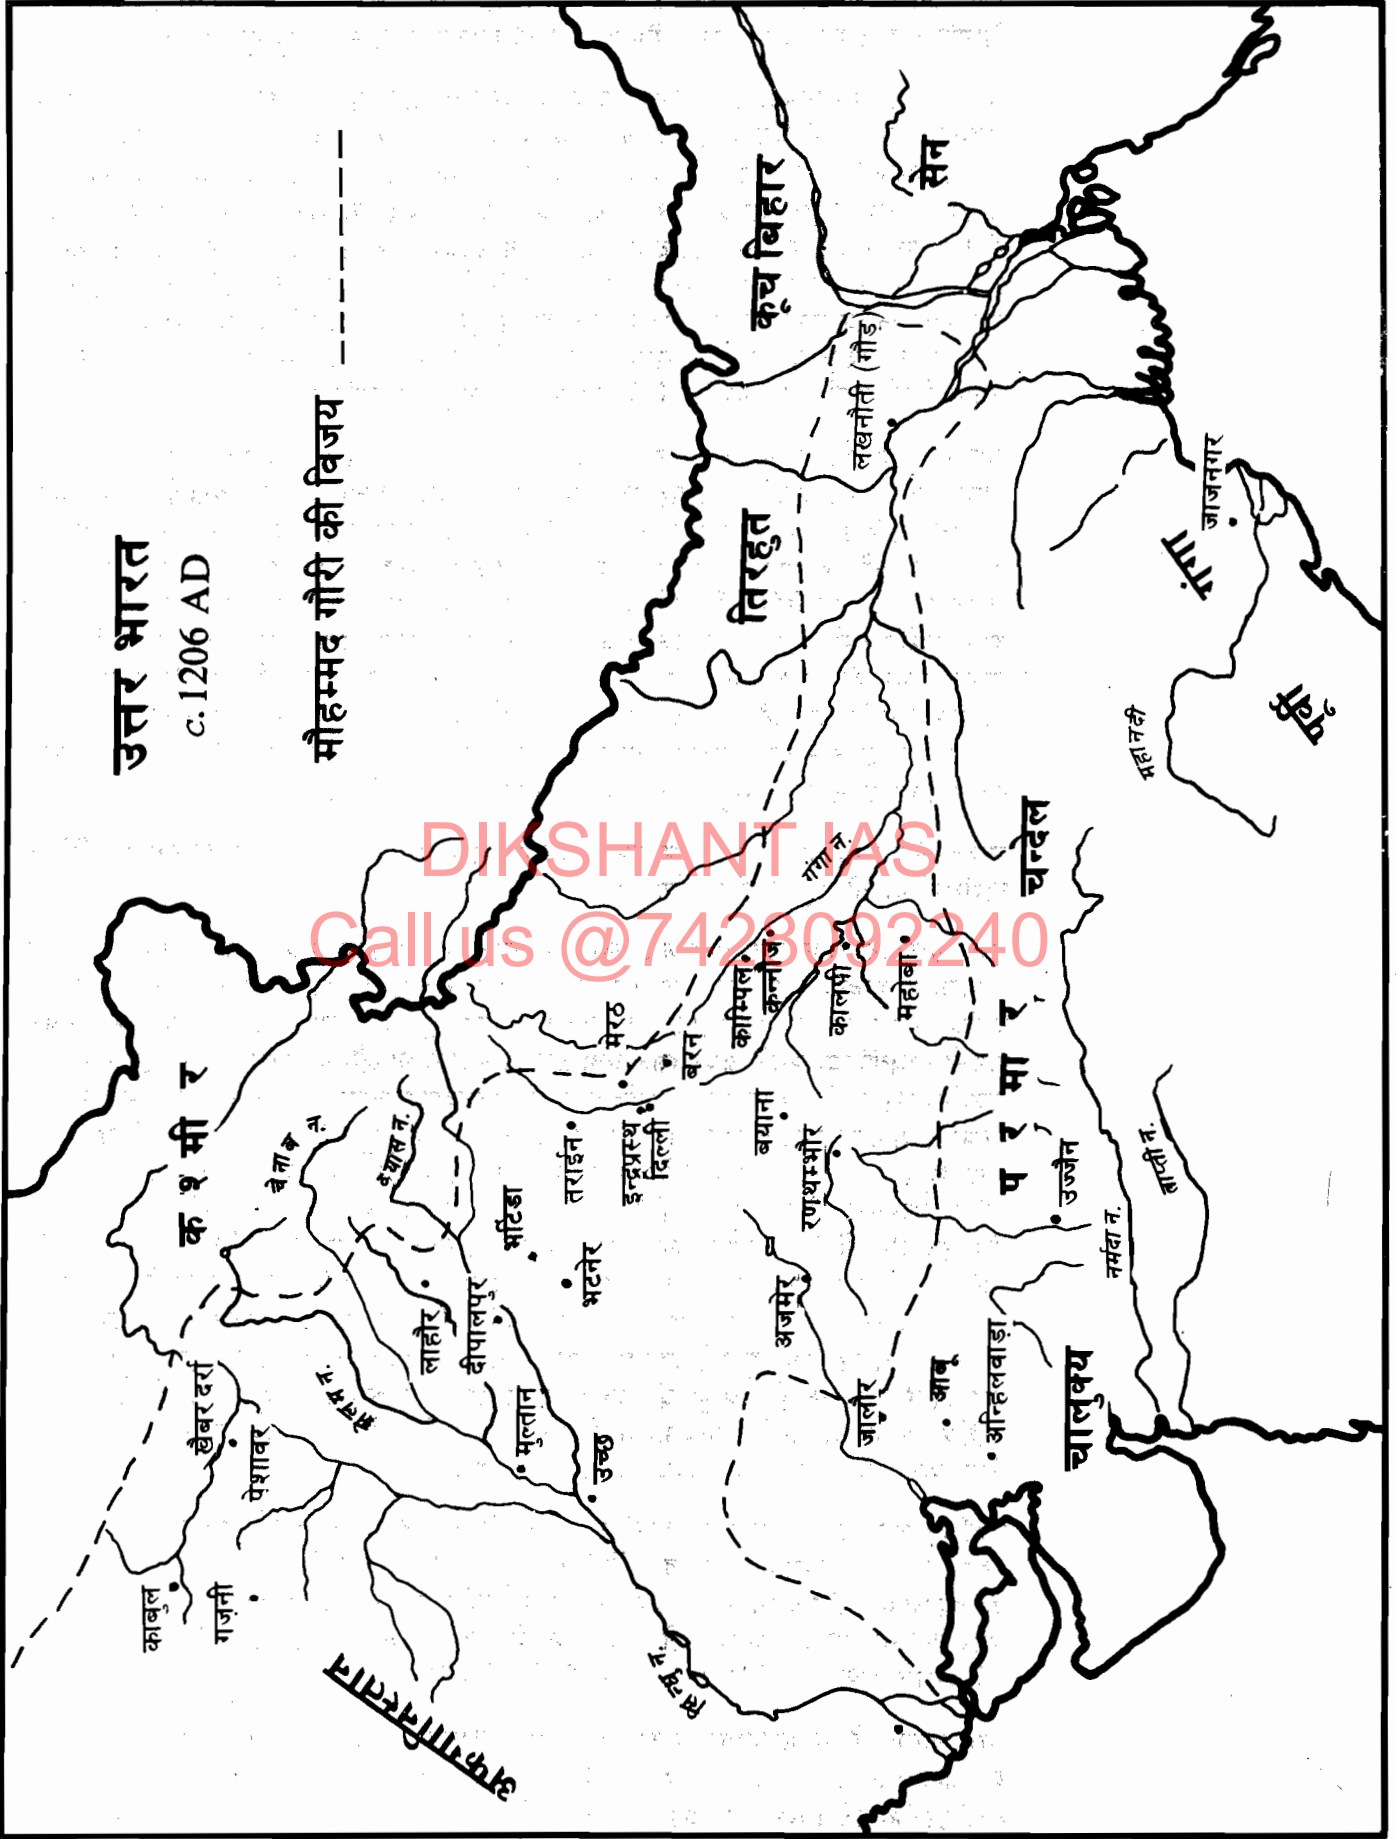 उत्तर भारत
c. 1206 AD
मौहम्मद गौरी की विजय
अफगानिस्तान
काबुल
गज़नी
खैबर दर्रा
पेशावर
क श्मी र
झेलम न.
चेनाब न.
ब्यास न.
लाहौर
दीपालपुर
मुल्तान
उच्छ
सिन्धु न.
भटिंडा
भटनेर
तराईन
मेरठ
इन्द्रप्रस्थ
दिल्ली
बरन
काम्पिल
कन्नौज
गंगा न.
कालपी
महोबा
बयाना
रणथम्भौर
अजमेर
जालौर
आबू
अन्हिलवाड़ा
चालुक्य
उज्जैन
प र मा र
चन्देल
नर्मदा न.
ताप्ती न.
महानदी
पूर्वी
गंगा
जाजनगर
तिरहुत
लखनौती (गौड़)
कूच बिहार
सेन
DIKSHANT IAS
Call us @7428092240